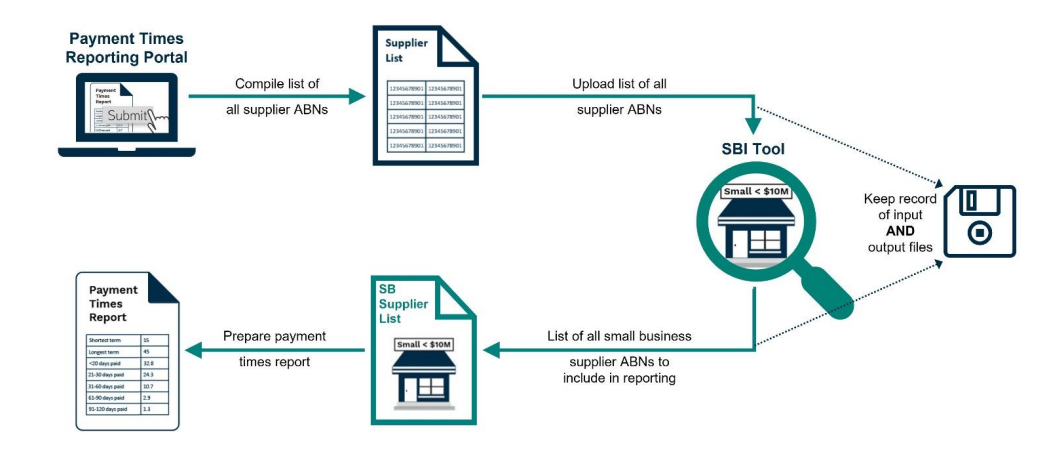 Payment Times
Reporting Portal
Payment
Times
Report
Submit
Compile list of
all supplier ABNs
Supplier
List
12345678901 12345678901
12345678901 12345678901
12345678901 12345678901
12345678901 12345678901
12345678901 12345678901
Upload list of all
supplier ABNs
SBI Tool
Small < $10M
Keep record
of input
AND
output files
List of all small business
supplier ABNs to
include in reporting
SB
Supplier
List
Small < $10M
Prepare payment
times report
Payment
Times
Report
Shortest term 15
Longest term 45
<20 days paid 32.8
21-30 days paid 24.3
31-60 days paid 10.7
61-90 days paid 2.9
91-120 days paid 1.3